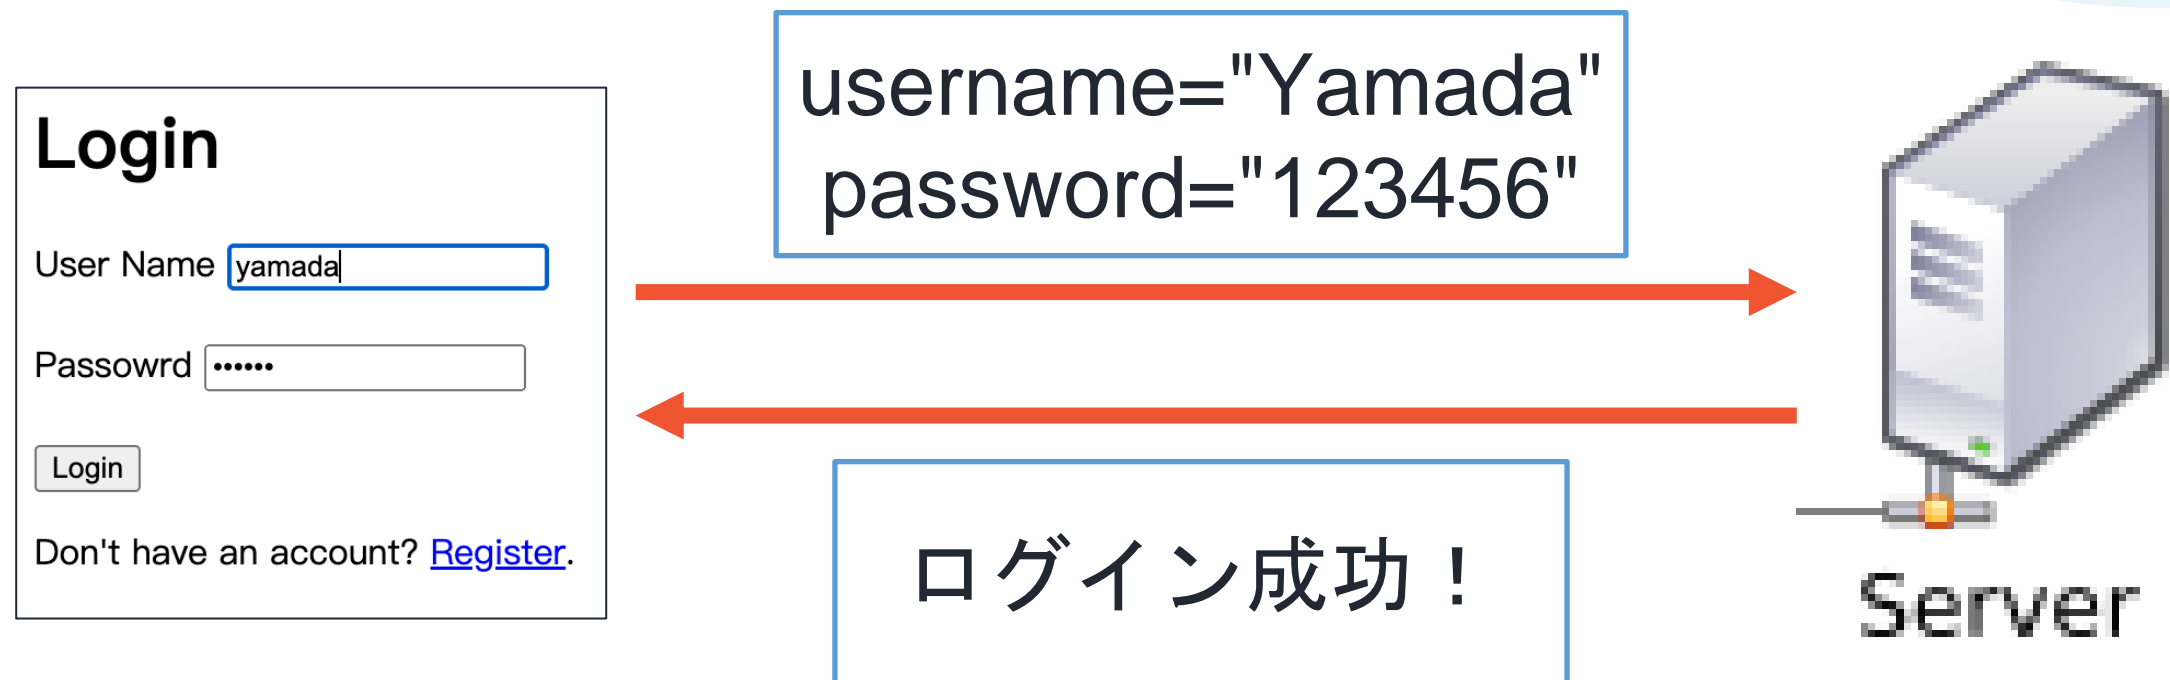 Login
User Name yamada
Passowrd ••••••
Login
Don't have an account? Register.
username="Yamada"
password="123456"
ログイン成功！
Server